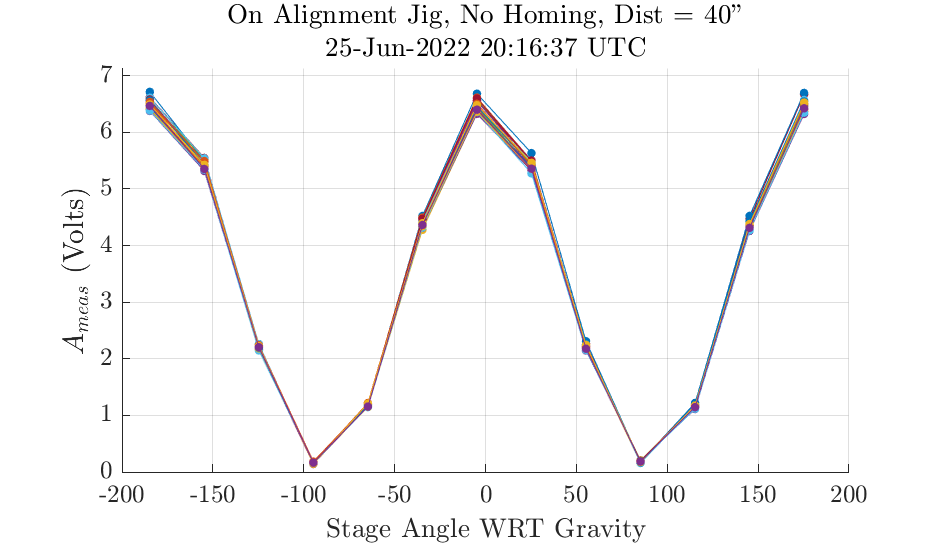 On Alignment Jig, No Homing, Dist = 40”
25-Jun-2022 20:16:37 UTC
7
6
5
4
3
2
1
0
A_meas (Volts)
-200 -150 -100 -50 0 50 100 150 200
Stage Angle WRT Gravity